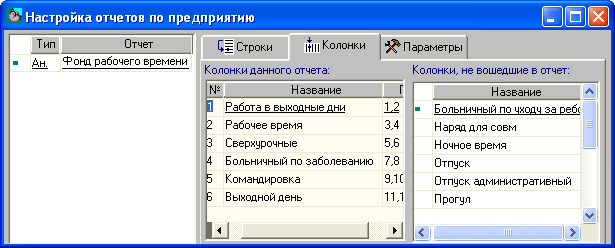 Настройка отчетов по предприятию
Тип Отчет
Ан. Фонд рабочего времени
Строки Колонки Параметры
Колонки данного отчета:
№ Название
1 Работа в выходные дни 1,2
2 Рабочее время 3,4
3 Сверхурочные 5,6
4 Больничный по заболеванию 7,8
5 Командировка 9,10
6 Выходной день 11,1
Колонки, не вошедшие в отчет:
Название
Больничный по уходу за ребо
Наряд для совм
Ночное время
Отпуск
Отпуск административный
Прогул